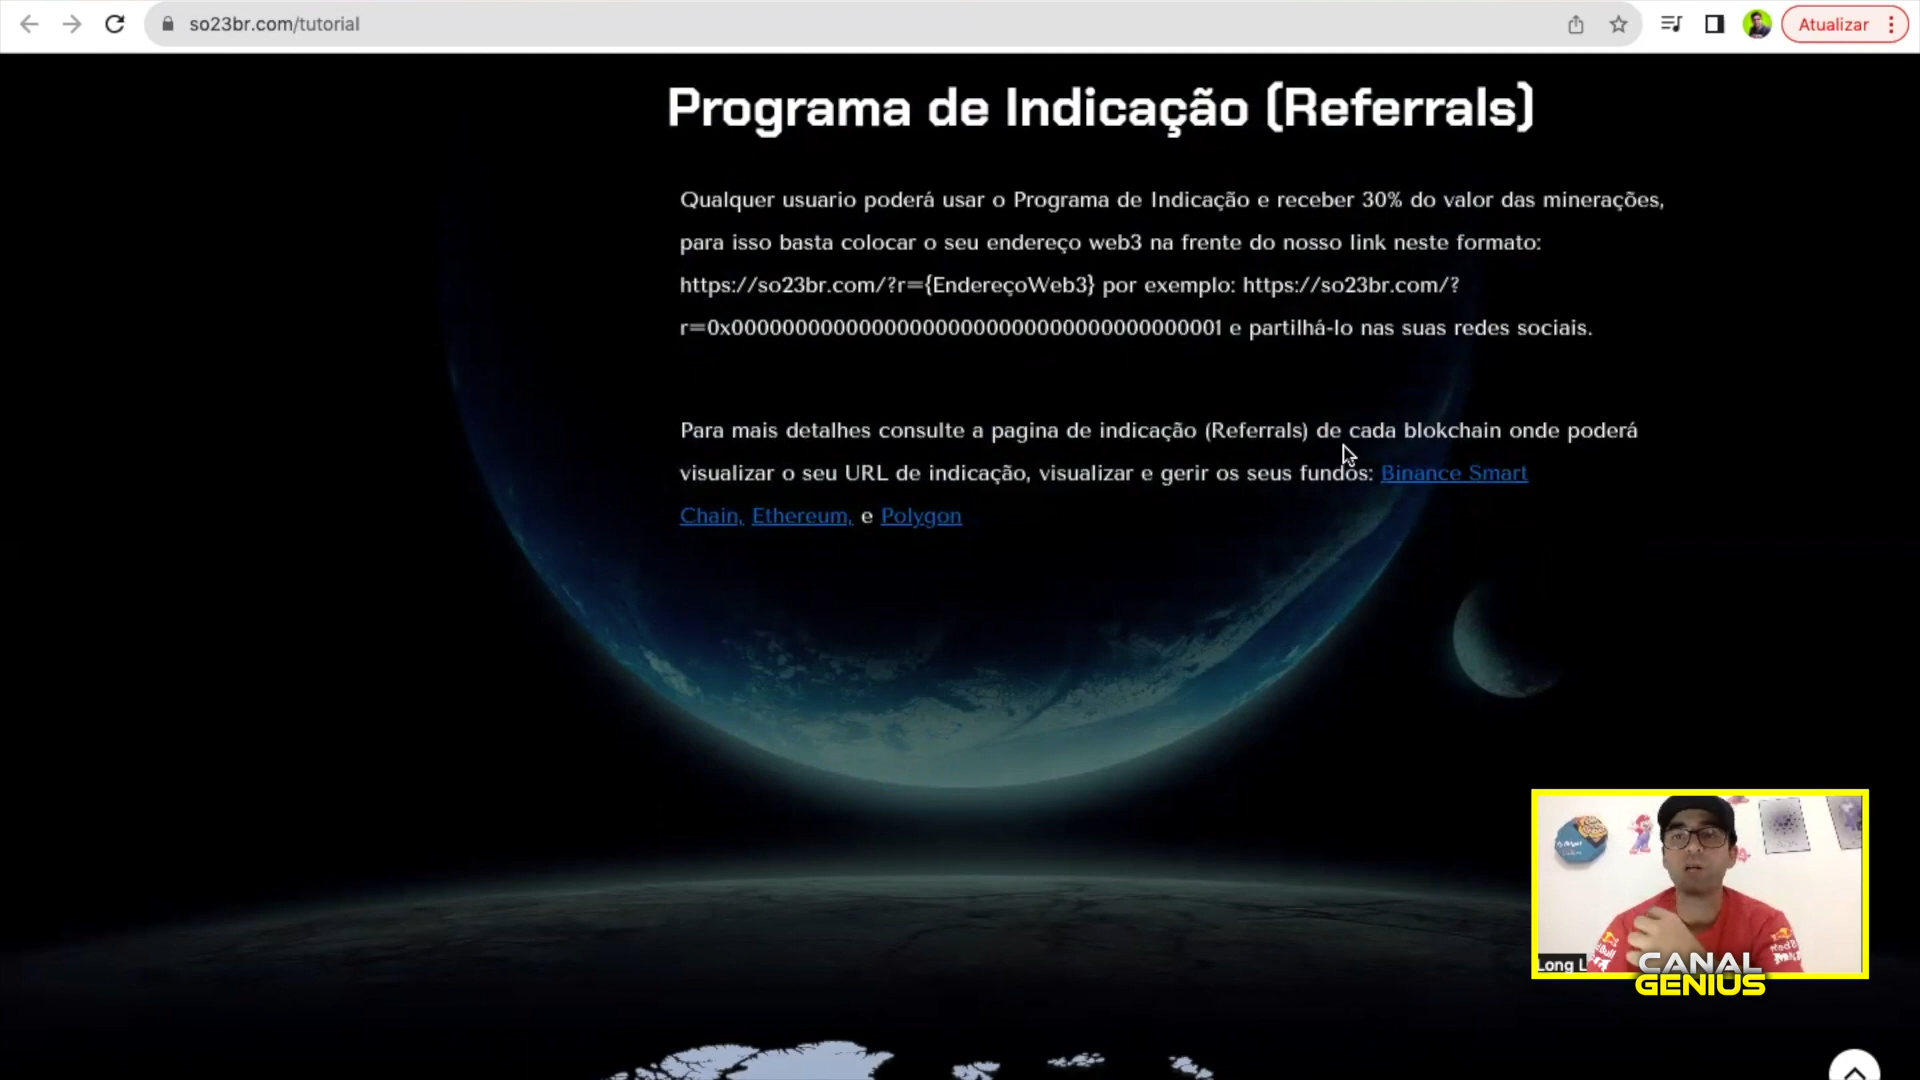 so23br.com/tutorial
Atualizar
Programa de Indicação (Referrals)
Qualquer usuario poderá usar o Programa de Indicação e receber 30% do valor das minerações,
para isso basta colocar o seu endereço web3 na frente do nosso link neste formato:
https://so23br.com/?r={EndereçoWeb3} por exemplo: https://so23br.com/?
r=0x0000000000000000000000000000000000000001 e partilhá-lo nas suas redes sociais.
Para mais detalhes consulte a pagina de indicação (Referrals) de cada blokchain onde poderá
visualizar o seu URL de indicação, visualizar e gerir os seus fundos: Binance Smart
Chain, Ethereum, e Polygon
Long L
CANAL
GENIUS